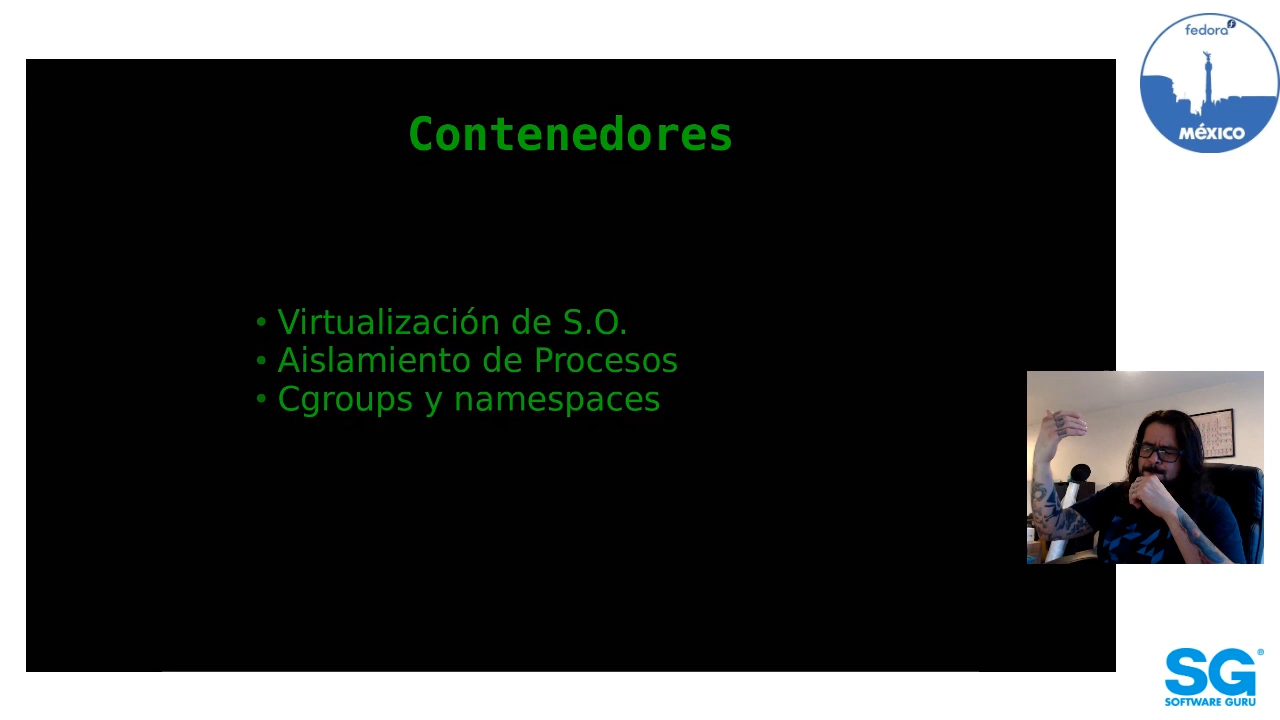 fedora
MéXICO
Contenedores
• Virtualización de S.O.
• Aislamiento de Procesos
• Cgroups y namespaces
SG®
SOFTWARE GURU